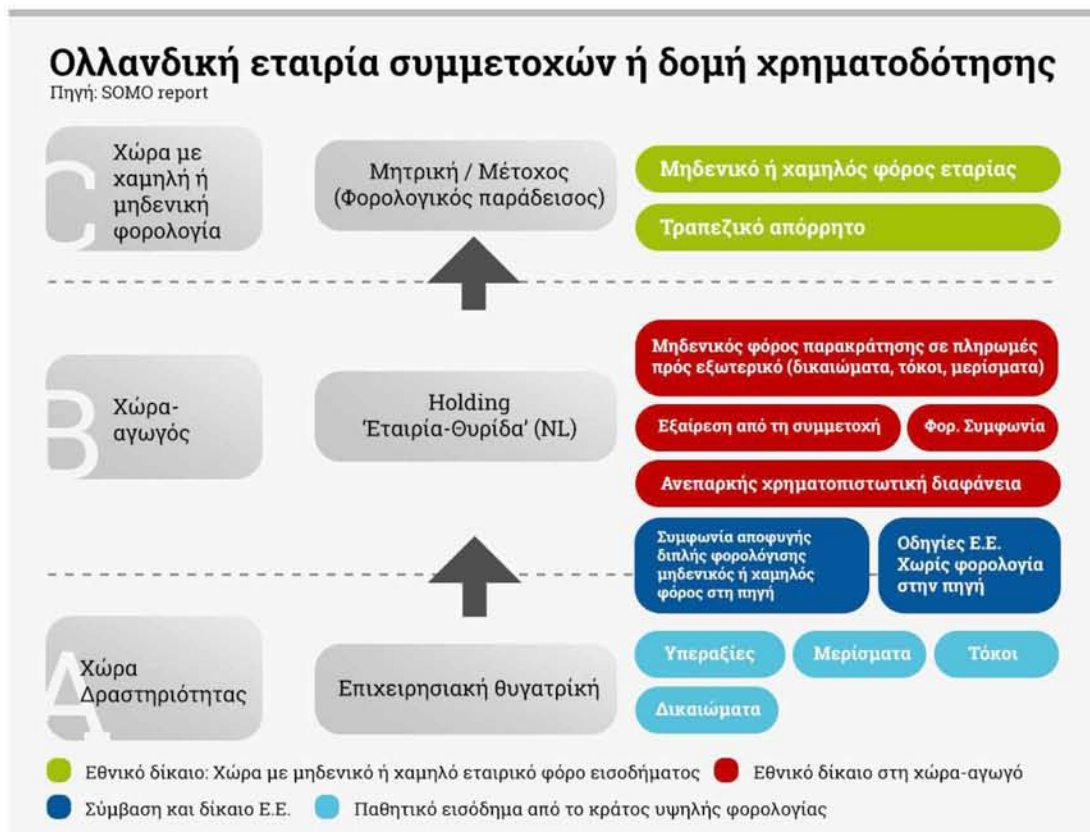 Ολλανδική εταιρία συμμετοχών ή δομή χρηματοδότησης
Πηγή: SOMO report
C
Χώρα με
χαμηλή ή
μηδενική
φορολογία
Μητρική / Μέτοχος
(Φορολογικός παράδεισος)
Μηδενικό ή χαμηλός φόρος εταρίας
Τραπεζικό απόρρητο
B
Χώρα-
αγωγός
Holding
'Εταιρία-Θυρίδα' (NL)
Μηδενικός φόρος παρακράτησης σε πληρωμές
πρός εξωτερικό (δικαιώματα, τόκοι, μερίσματα)
Εξαίρεση από τη συμμετοχή
Φορ. Συμφωνία
Ανεπαρκής χρηματοπιστωτική διαφάνεια
Συμφωνία αποφυγής
διπλής φορολόγισης
μηδενικός ή χαμηλός
φόρος στη πηγή
Οδηγίες Ε.Ε.
Χωρίς φορολογία
στην πηγή
A
Χώρα
Δραστηριότητας
Επιχειρησιακή θυγατρική
Υπεραξίες
Μερίσματα
Τόκοι
Δικαιώματα
Εθνικό δίκαιο: Χώρα με μηδενικό ή χαμηλό εταιρικό φόρο εισοδήματος
Εθνικό δίκαιο στη χώρα-αγωγό
Σύμβαση και δίκαιο Ε.Ε.
Παθητικό εισόδημα από το κράτος υψηλής φορολογίας